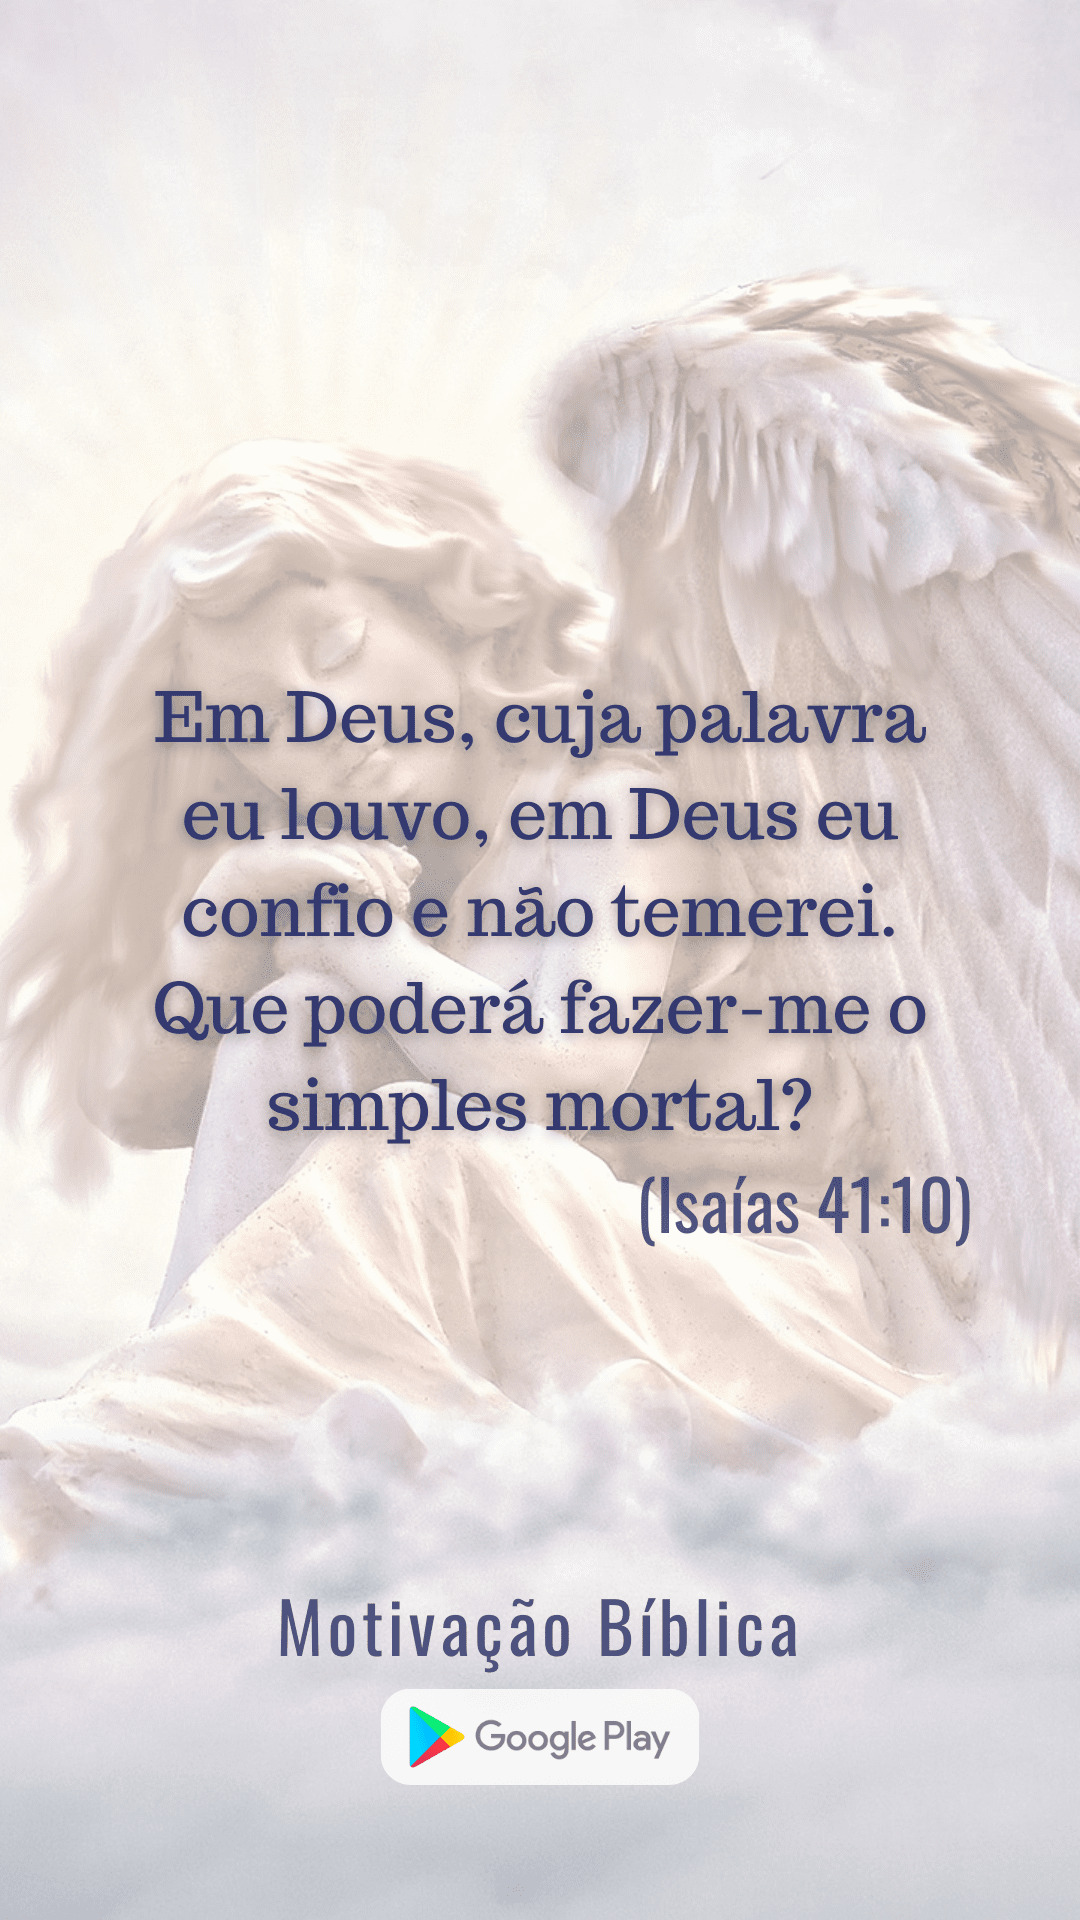 Em Deus, cuja palavra
eu louvo, em Deus eu
confio e não temerei.
Que poderá fazer-me o
simples mortal?
(Isaías 41:10)
Motivação Bíblica
Google Play